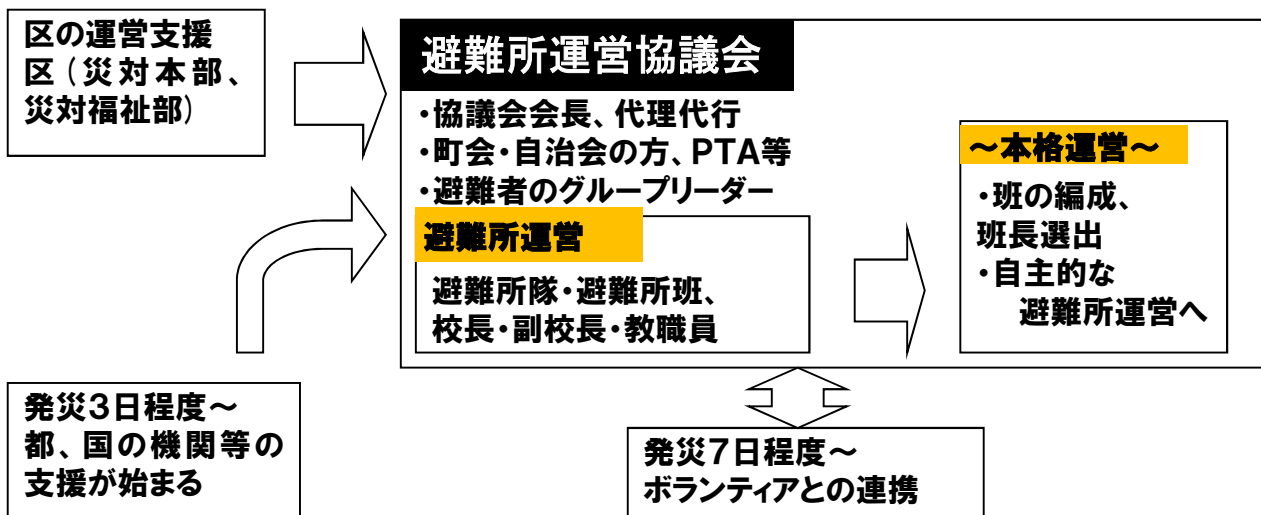 区の運営支援
区（災対本部、
災対福祉部）
避難所運営協議会
・協議会会長、代理代行
・町会・自治会の方、PTA等
・避難者のグループリーダー
避難所運営
避難所隊・避難所班、
校長・副校長・教職員
～本格運営～
・班の編成、
班長選出
・自主的な
避難所運営へ
発災3日程度～
都、国の機関等の
支援が始まる
発災7日程度～
ボランティアとの連携